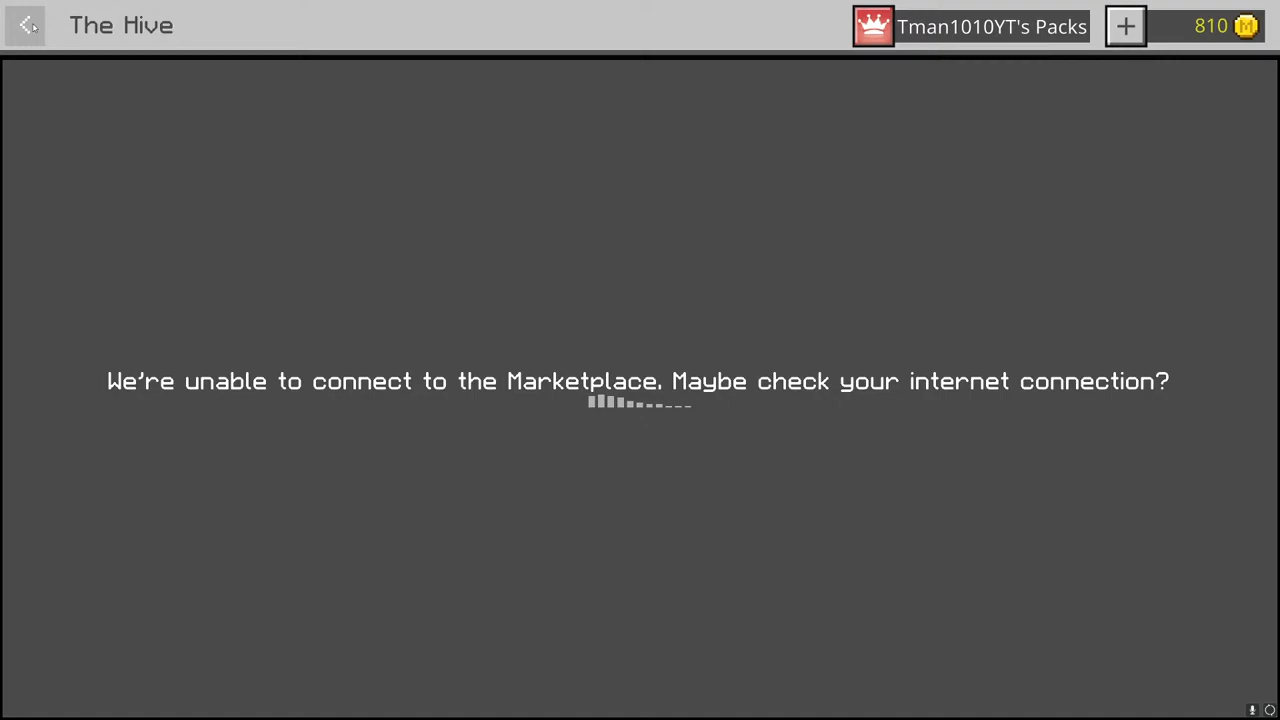 The Hive
Tman1010YT's Packs
810
We're unable to connect to the Marketplace. Maybe check your internet connection?